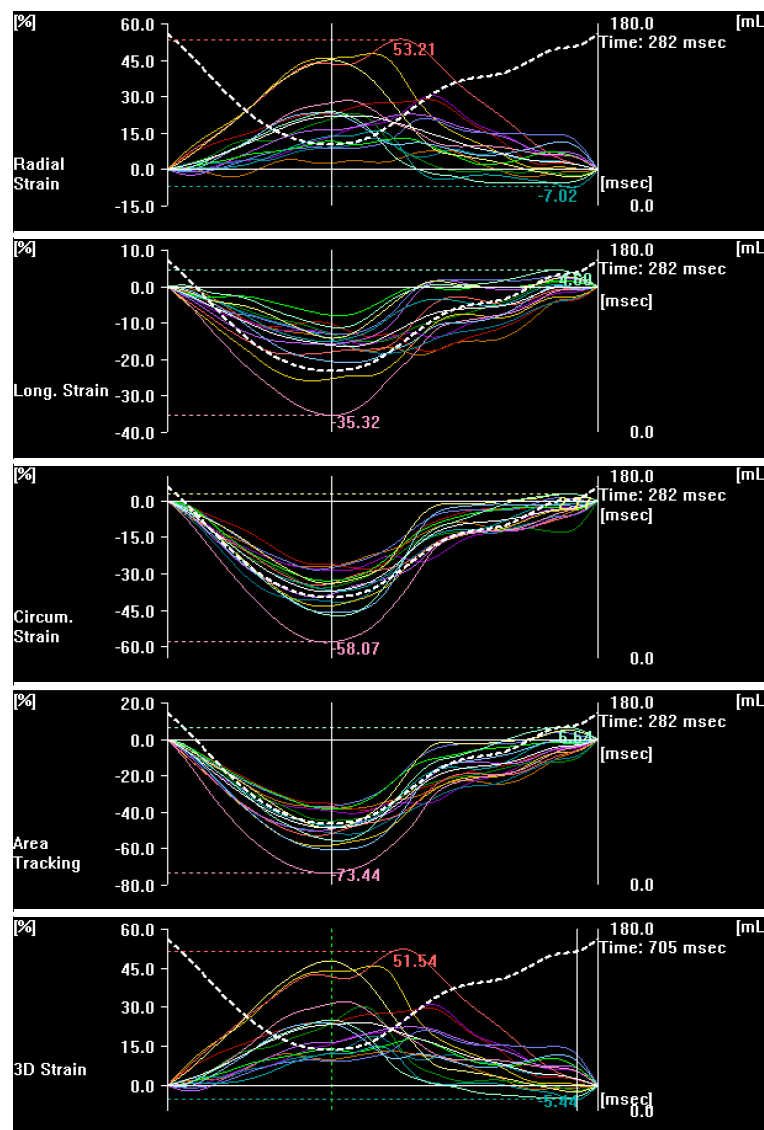 [%] 60.0 180.0 [mL
53.21 Time: 282 msec
45.0
30.0
15.0
Radial Strain
0.0
[msec]
-7.02
-15.0 0.0
[%] 10.0 180.0 [mL
4.60 Time: 282 msec
0.0
[msec]
-10.0
-20.0
Long. Strain -30.0
-35.32
-40.0 0.0
[%] 180.0 [mL
0.0 Time: 282 msec
[msec]
-15.0
-30.0
-45.0
Circum. Strain
-60.0 -58.07
0.0
[%] 20.0 180.0 [mL
Time: 282 msec
0.0 6.64
[msec]
-20.0
-40.0
-60.0
Area Tracking
-73.44
-80.0 0.0
[%] 60.0 180.0 [mL
Time: 705 msec
51.54
45.0
30.0
15.0
3D Strain 0.0
-5.44 [msec]
0.0